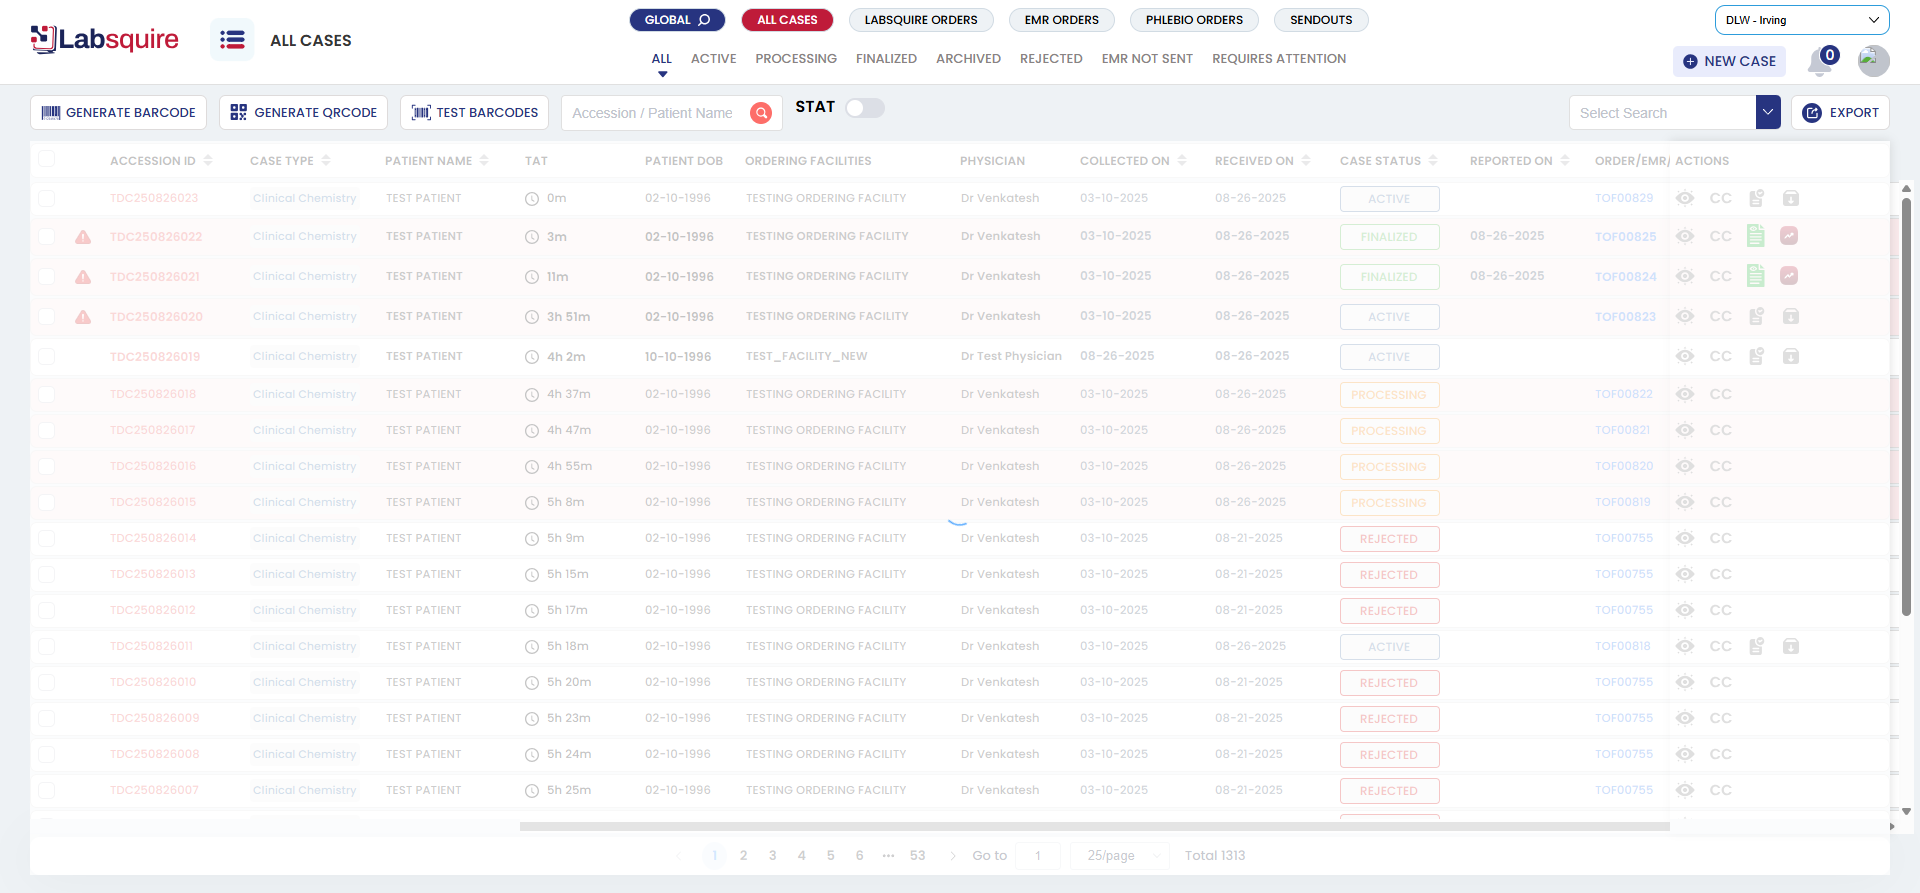 Labsquire
ALL CASES
GLOBAL ALL CASES LABSQUIRE ORDERS EMR ORDERS PHLEBIO ORDERS SENDOUTS
ALL ACTIVE PROCESSING FINALIZED ARCHIVED REJECTED EMR NOT SENT REQUIRES ATTENTION
DLW - Irving
NEW CASE 0
GENERATE BARCODE GENERATE QRCODE TEST BARCODES Accession / Patient Name STAT Select Search EXPORT
ACCESSION ID CASE TYPE PATIENT NAME TAT PATIENT DOB ORDERING FACILITIES PHYSICIAN COLLECTED ON RECEIVED ON CASE STATUS REPORTED ON ORDER/EMR/ ACTIONS
TDC250826023 Clinical Chemistry TEST PATIENT 0m 02-10-1996 TESTING ORDERING FACILITY Dr Venkatesh 03-10-2025 08-26-2025 ACTIVE TOF00829 CC
TDC250826022 Clinical Chemistry TEST PATIENT 3m 02-10-1996 TESTING ORDERING FACILITY Dr Venkatesh 03-10-2025 08-26-2025 FINALIZED 08-26-2025 TOF00825 CC
TDC250826021 Clinical Chemistry TEST PATIENT 11m 02-10-1996 TESTING ORDERING FACILITY Dr Venkatesh 03-10-2025 08-26-2025 FINALIZED 08-26-2025 TOF00824 CC
TDC250826020 Clinical Chemistry TEST PATIENT 3h 51m 02-10-1996 TESTING ORDERING FACILITY Dr Venkatesh 03-10-2025 08-26-2025 ACTIVE TOF00823 CC
TDC250826019 Clinical Chemistry TEST PATIENT 4h 2m 10-10-1996 TEST_FACILITY_NEW Dr Test Physician 08-26-2025 08-26-2025 ACTIVE CC
TDC250826018 Clinical Chemistry TEST PATIENT 4h 37m 02-10-1996 TESTING ORDERING FACILITY Dr Venkatesh 03-10-2025 08-26-2025 PROCESSING TOF00822 CC
TDC250826017 Clinical Chemistry TEST PATIENT 4h 47m 02-10-1996 TESTING ORDERING FACILITY Dr Venkatesh 03-10-2025 08-26-2025 PROCESSING TOF00821 CC
TDC250826016 Clinical Chemistry TEST PATIENT 4h 55m 02-10-1996 TESTING ORDERING FACILITY Dr Venkatesh 03-10-2025 08-26-2025 PROCESSING TOF00820 CC
TDC250826015 Clinical Chemistry TEST PATIENT 5h 8m 02-10-1996 TESTING ORDERING FACILITY Dr Venkatesh 03-10-2025 08-26-2025 PROCESSING TOF00819 CC
TDC250826014 Clinical Chemistry TEST PATIENT 5h 9m 02-10-1996 TESTING ORDERING FACILITY Dr Venkatesh 03-10-2025 08-21-2025 REJECTED TOF00755 CC
TDC250826013 Clinical Chemistry TEST PATIENT 5h 15m 02-10-1996 TESTING ORDERING FACILITY Dr Venkatesh 03-10-2025 08-21-2025 REJECTED TOF00755 CC
TDC250826012 Clinical Chemistry TEST PATIENT 5h 17m 02-10-1996 TESTING ORDERING FACILITY Dr Venkatesh 03-10-2025 08-21-2025 REJECTED TOF00755 CC
TDC250826011 Clinical Chemistry TEST PATIENT 5h 18m 02-10-1996 TESTING ORDERING FACILITY Dr Venkatesh 03-10-2025 08-26-2025 ACTIVE TOF00818 CC
TDC250826010 Clinical Chemistry TEST PATIENT 5h 20m 02-10-1996 TESTING ORDERING FACILITY Dr Venkatesh 03-10-2025 08-21-2025 REJECTED TOF00755 CC
TDC250826009 Clinical Chemistry TEST PATIENT 5h 23m 02-10-1996 TESTING ORDERING FACILITY Dr Venkatesh 03-10-2025 08-21-2025 REJECTED TOF00755 CC
TDC250826008 Clinical Chemistry TEST PATIENT 5h 24m 02-10-1996 TESTING ORDERING FACILITY Dr Venkatesh 03-10-2025 08-21-2025 REJECTED TOF00755 CC
TDC250826007 Clinical Chemistry TEST PATIENT 5h 25m 02-10-1996 TESTING ORDERING FACILITY Dr Venkatesh 03-10-2025 08-21-2025 REJECTED TOF00755 CC
1 2 3 4 5 6 ••• 53 Go to 1 25/page Total 1313